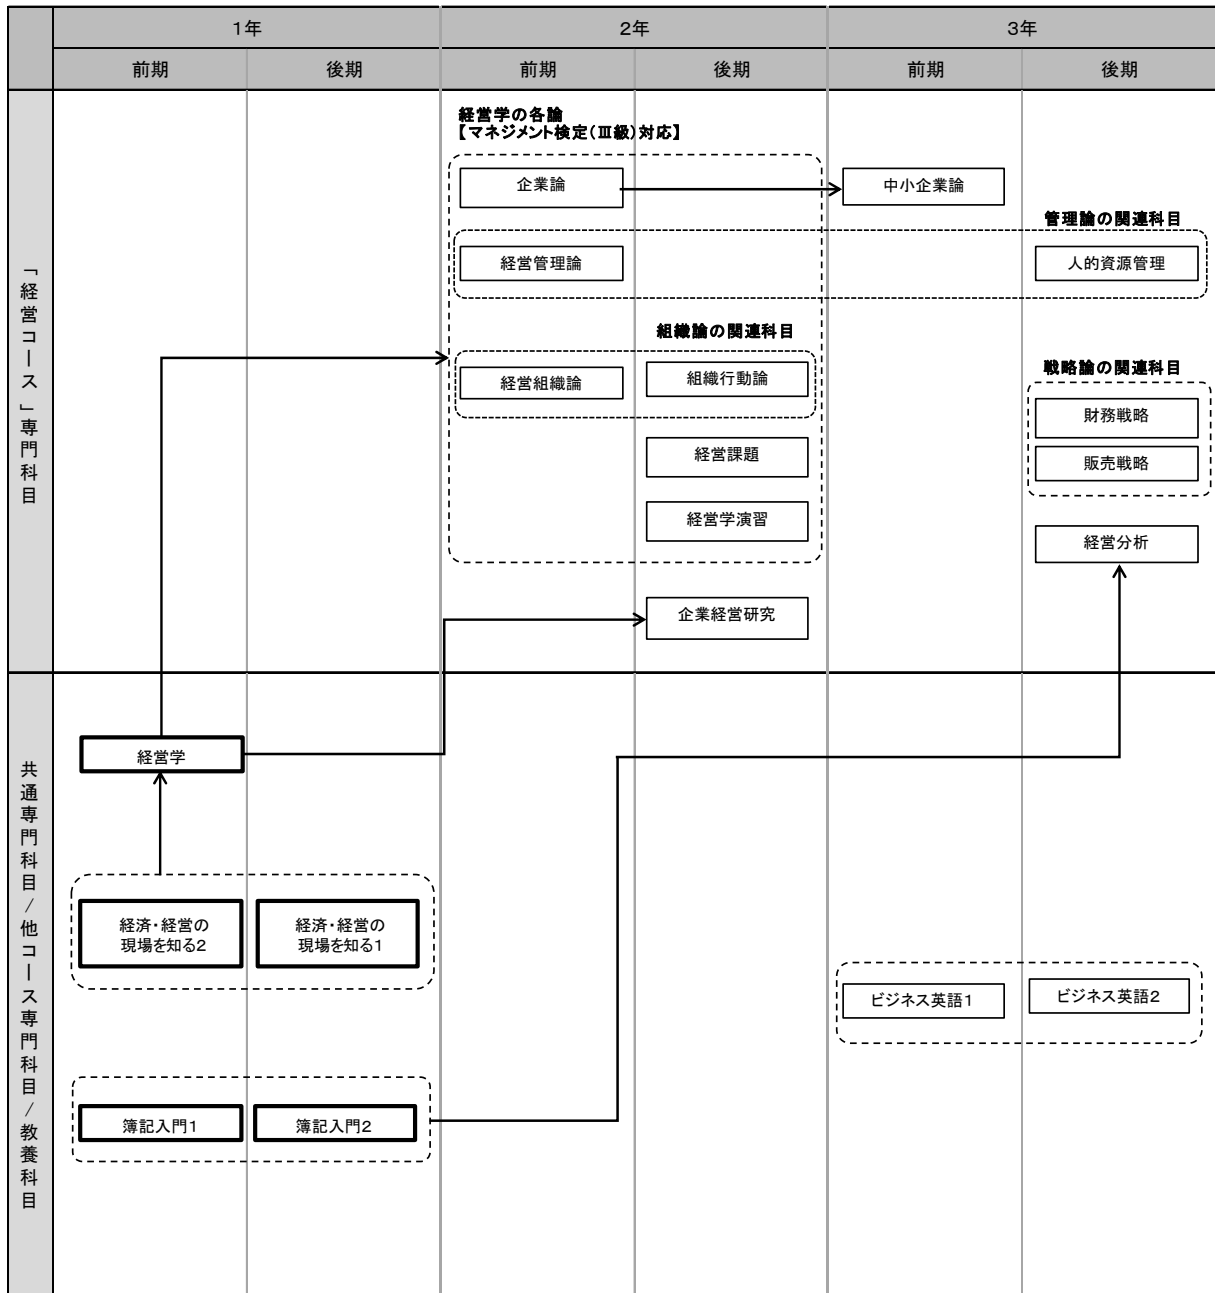 1年
2年
3年
前期
後期
前期
後期
前期
後期
「経営コース」専門科目
経営学の各論
【マネジメント検定(Ⅲ級)対応】
企業論
中小企業論
管理論の関連科目
経営管理論
人的資源管理
組織論の関連科目
経営組織論
組織行動論
戦略論の関連科目
財務戦略
経営課題
販売戦略
経営学演習
経営分析
企業経営研究
共通専門科目/他コース専門科目/教養科目
経営学
経済・経営の
現場を知る2
経済・経営の
現場を知る1
ビジネス英語1
ビジネス英語2
簿記入門1
簿記入門2